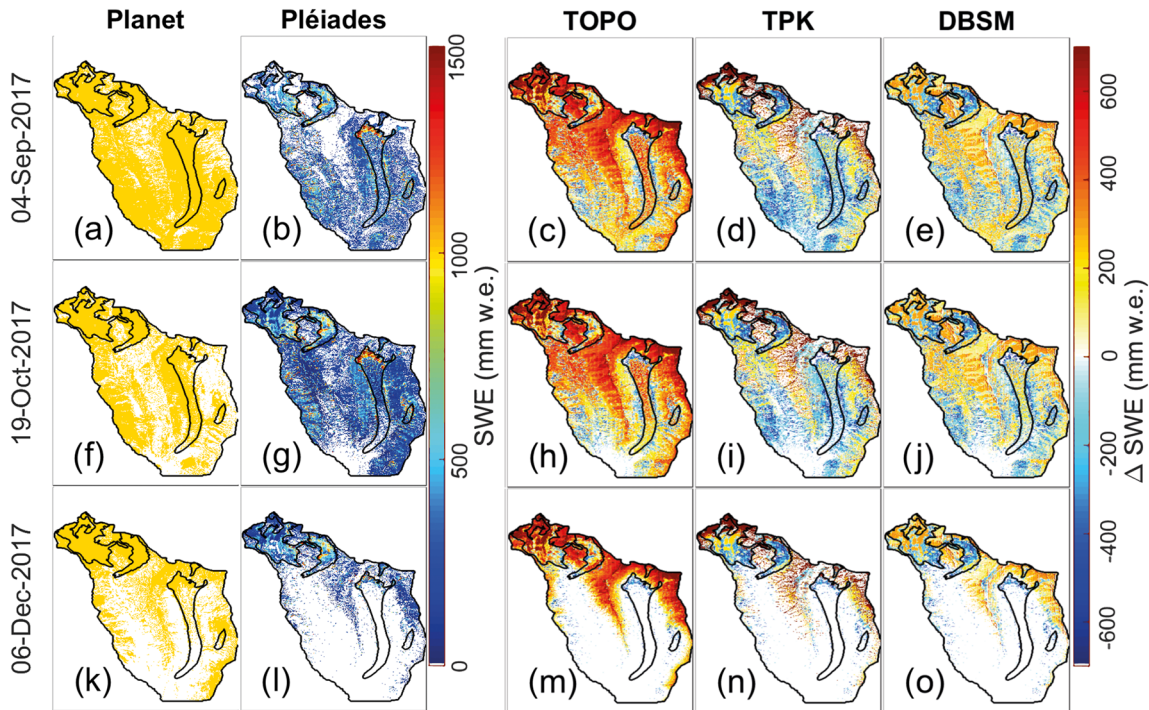 Planet Pléiades TOPO TPK DBSM
04-Sep-2017
(a) (b) (c) (d) (e)
19-Oct-2017
(f) (g) (h) (i) (j)
06-Dec-2017
(k) (l) (m) (n) (o)
1500
1000
500
0
SWE (mm w.e.)
600
400
200
0
-200
-400
-600
Δ SWE (mm w.e.)